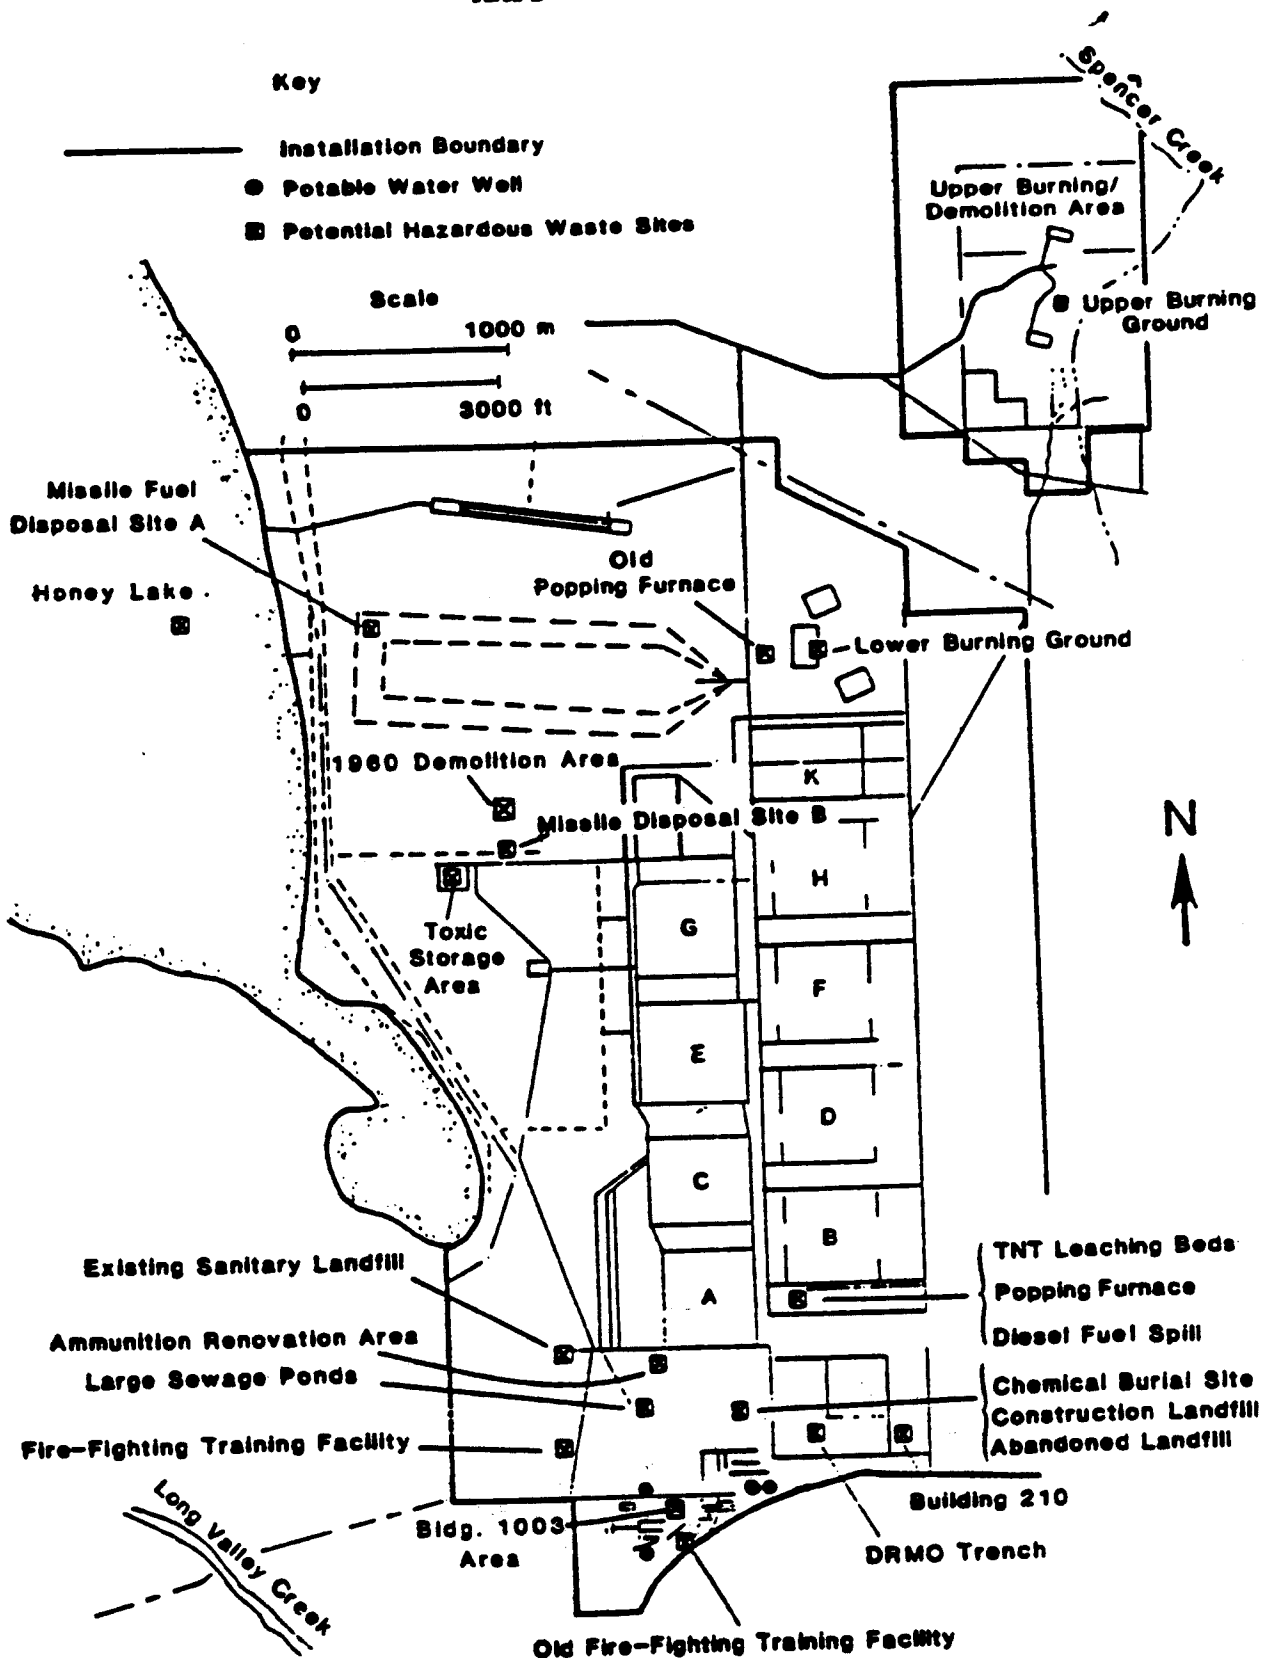 Key
Installation Boundary
Potable Water Well
Potential Hazardous Waste Sites
Scale
0 1000 m
0 3000 ft
Spencer Creek
Upper Burning/
Demolition Area
Upper Burning
Ground
Missile Fuel
Disposal Site A
Honey Lake
Old
Popping Furnace
Lower Burning Ground
1960 Demolition Area
K
Missile Disposal Site B
N
H
G
Toxic
Storage
Area
F
E
D
C
B
A
Existing Sanitary Landfill
TNT Leaching Beds
Popping Furnace
Diesel Fuel Spill
Ammunition Renovation Area
Large Sewage Ponds
Chemical Burial Site
Construction Landfill
Abandoned Landfill
Fire-Fighting Training Facility
Long Valley Creek
Bldg. 1003
Area
Building 210
DRMO Trench
Old Fire-Fighting Training Facility